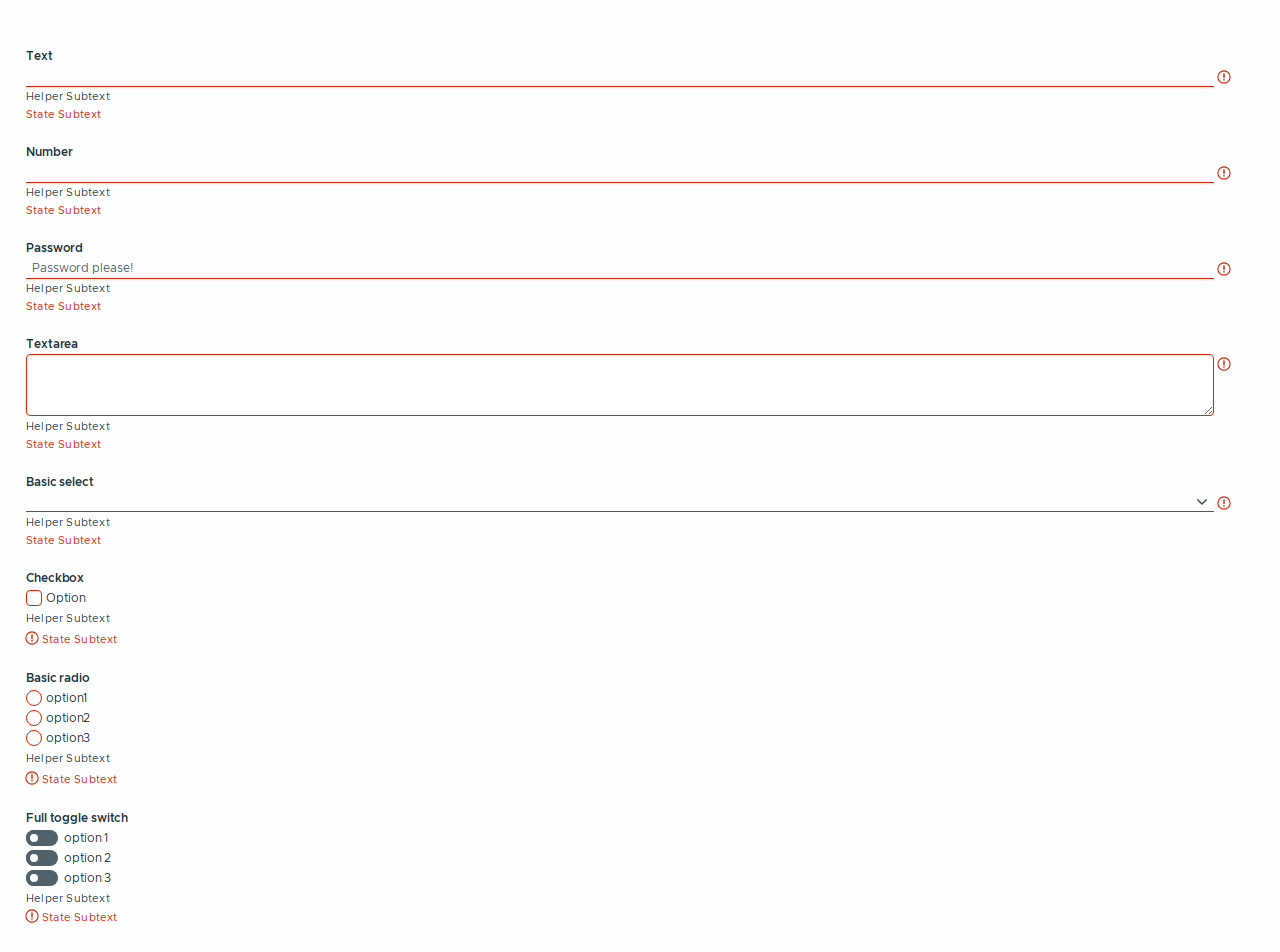 Text
Helper Subtext
State Subtext
Number
Helper Subtext
State Subtext
Password
Password please!
Helper Subtext
State Subtext
Textarea
Helper Subtext
State Subtext
Basic select
Helper Subtext
State Subtext
Checkbox
Option
Helper Subtext
State Subtext
Basic radio
option1
option2
option3
Helper Subtext
State Subtext
Full toggle switch
option 1
option 2
option 3
Helper Subtext
State Subtext